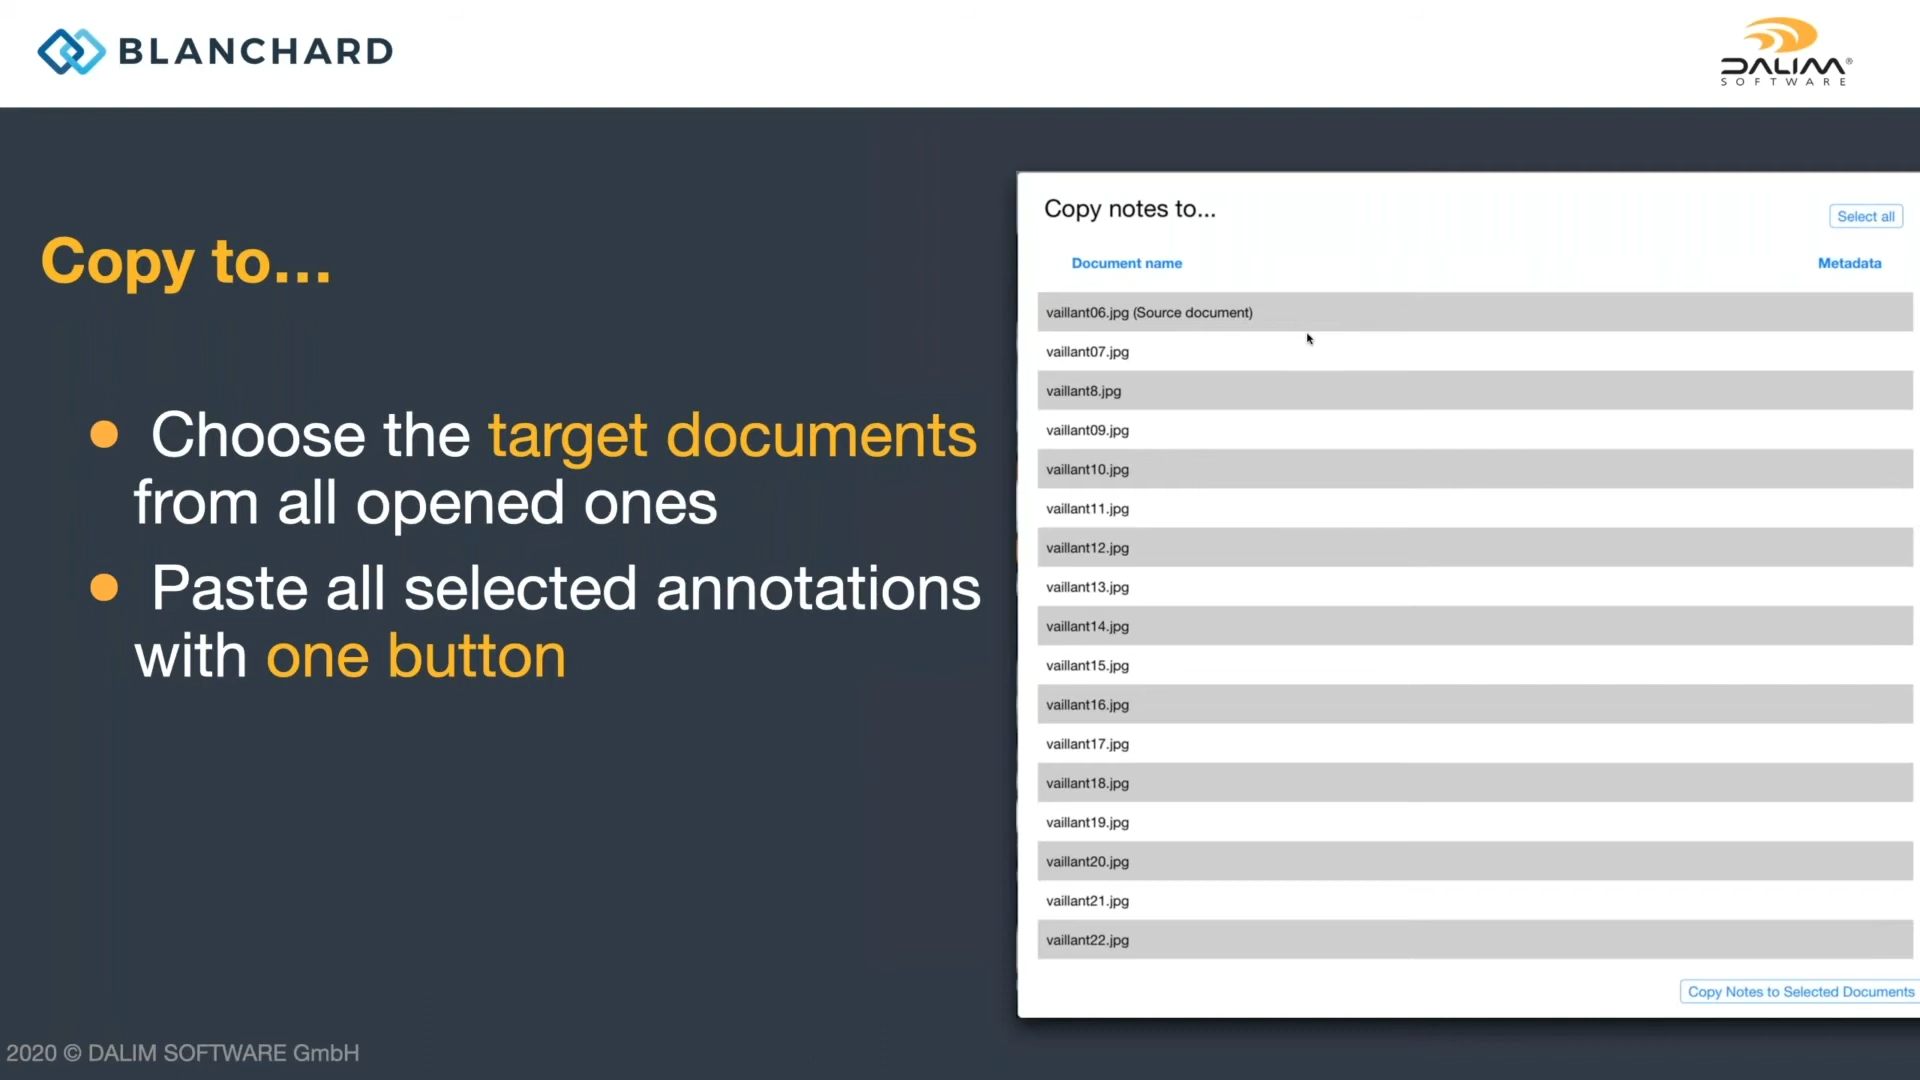 BLANCHARD
DALIM®
SOFTWARE
Copy to...
• Choose the target documents
from all opened ones
• Paste all selected annotations
with one button
Copy notes to...
Select all
Document name
Metadata
vaillant06.jpg (Source document)
vaillant07.jpg
vaillant8.jpg
vaillant09.jpg
vaillant10.jpg
vaillant11.jpg
vaillant12.jpg
vaillant13.jpg
vaillant14.jpg
vaillant15.jpg
vaillant16.jpg
vaillant17.jpg
vaillant18.jpg
vaillant19.jpg
vaillant20.jpg
vaillant21.jpg
vaillant22.jpg
Copy Notes to Selected Documents
2020 © DALIM SOFTWARE GmbH